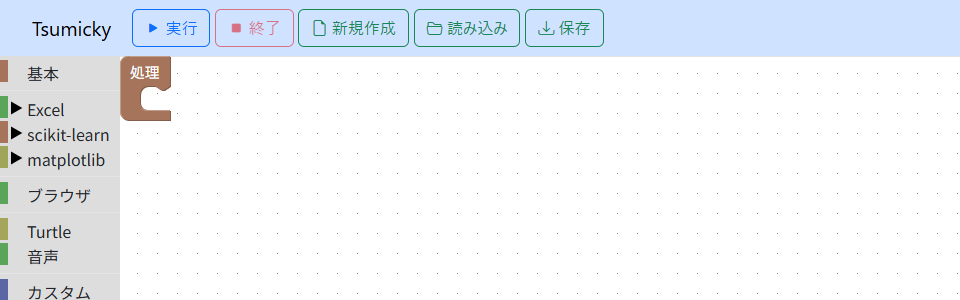 Tsumicky
実行
終了
新規作成
読み込み
保存
基本
処理
Excel
scikit-learn
matplotlib
ブラウザ
Turtle
音声
カスタム